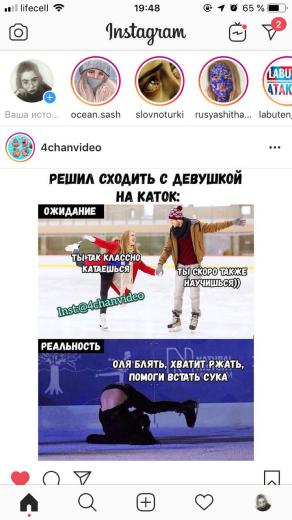 lifecell
19:48
65 %
Instagram
2
LABU
АТАК
Ваша исто...
ocean.sash
slovnoturki
rusyashitha...
labuten_
4chanvideo
РЕШИЛ СХОДИТЬ С ДЕВУШКОЙ
НА КАТОК:
ОЖИДАНИЕ
ТЫ ТАК КЛАССНО
КАТАЕШЬСЯ
ТЫ СКОРО ТАКЖЕ
НАУЧИШЬСЯ))
Inst@4chanvideo
РЕАЛЬНОСТЬ
ОЛЯ БЛЯТЬ, ХВАТИТ РЖАТЬ,
ПОМОГИ ВСТАТЬ СУКА